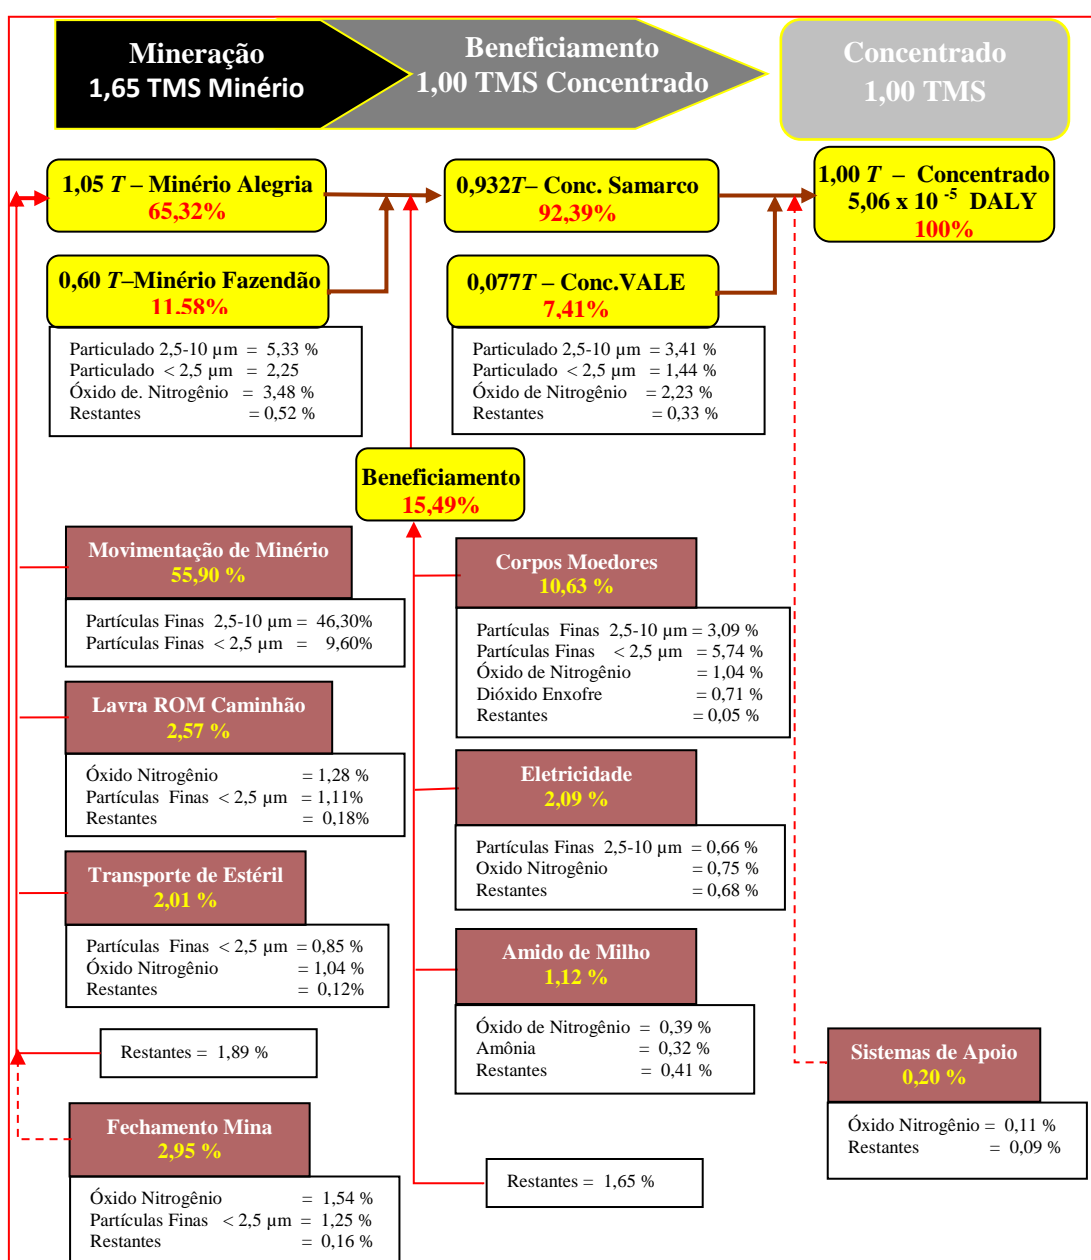 Mineração
1,65 TMS Minério
Beneficiamento
1,00 TMS Concentrado
Concentrado
1,00 TMS
1,05 T – Minério Alegria
65,32%
0,932T– Conc. Samarco
92,39%
1,00 T – Concentrado
5,06 x 10 -5 DALY
100%
0,60 T–Minério Fazendão
11,58%
0,077T – Conc.VALE
7,41%
Particulado 2,5-10 µm = 5,33 %
Particulado < 2,5 µm = 2,25
Óxido de. Nitrogênio = 3,48 %
Restantes = 0,52 %
Particulado 2,5-10 µm = 3,41 %
Particulado < 2,5 µm = 1,44 %
Óxido de Nitrogênio = 2,23 %
Restantes = 0,33 %
Beneficiamento
15,49%
Movimentação de Minério
55,90 %
Partículas Finas 2,5-10 µm = 46,30%
Partículas Finas < 2,5 µm = 9,60%
Lavra ROM Caminhão
2,57 %
Óxido Nitrogênio = 1,28 %
Partículas Finas < 2,5 µm = 1,11%
Restantes = 0,18%
Transporte de Estéril
2,01 %
Partículas Finas < 2,5 µm = 0,85 %
Óxido Nitrogênio = 1,04 %
Restantes = 0,12%
Restantes = 1,89 %
Fechamento Mina
2,95 %
Óxido Nitrogênio = 1,54 %
Partículas Finas < 2,5 µm = 1,25 %
Restantes = 0,16 %
Corpos Moedores
10,63 %
Partículas Finas 2,5-10 µm = 3,09 %
Partículas Finas < 2,5 µm = 5,74 %
Óxido de Nitrogênio = 1,04 %
Dióxido Enxofre = 0,71 %
Restantes = 0,05 %
Eletricidade
2,09 %
Partículas Finas 2,5-10 µm = 0,66 %
Oxido Nitrogênio = 0,75 %
Restantes = 0,68 %
Amido de Milho
1,12 %
Óxido de Nitrogênio = 0,39 %
Amônia = 0,32 %
Restantes = 0,41 %
Restantes = 1,65 %
Sistemas de Apoio
0,20 %
Óxido Nitrogênio = 0,11 %
Restantes = 0,09 %